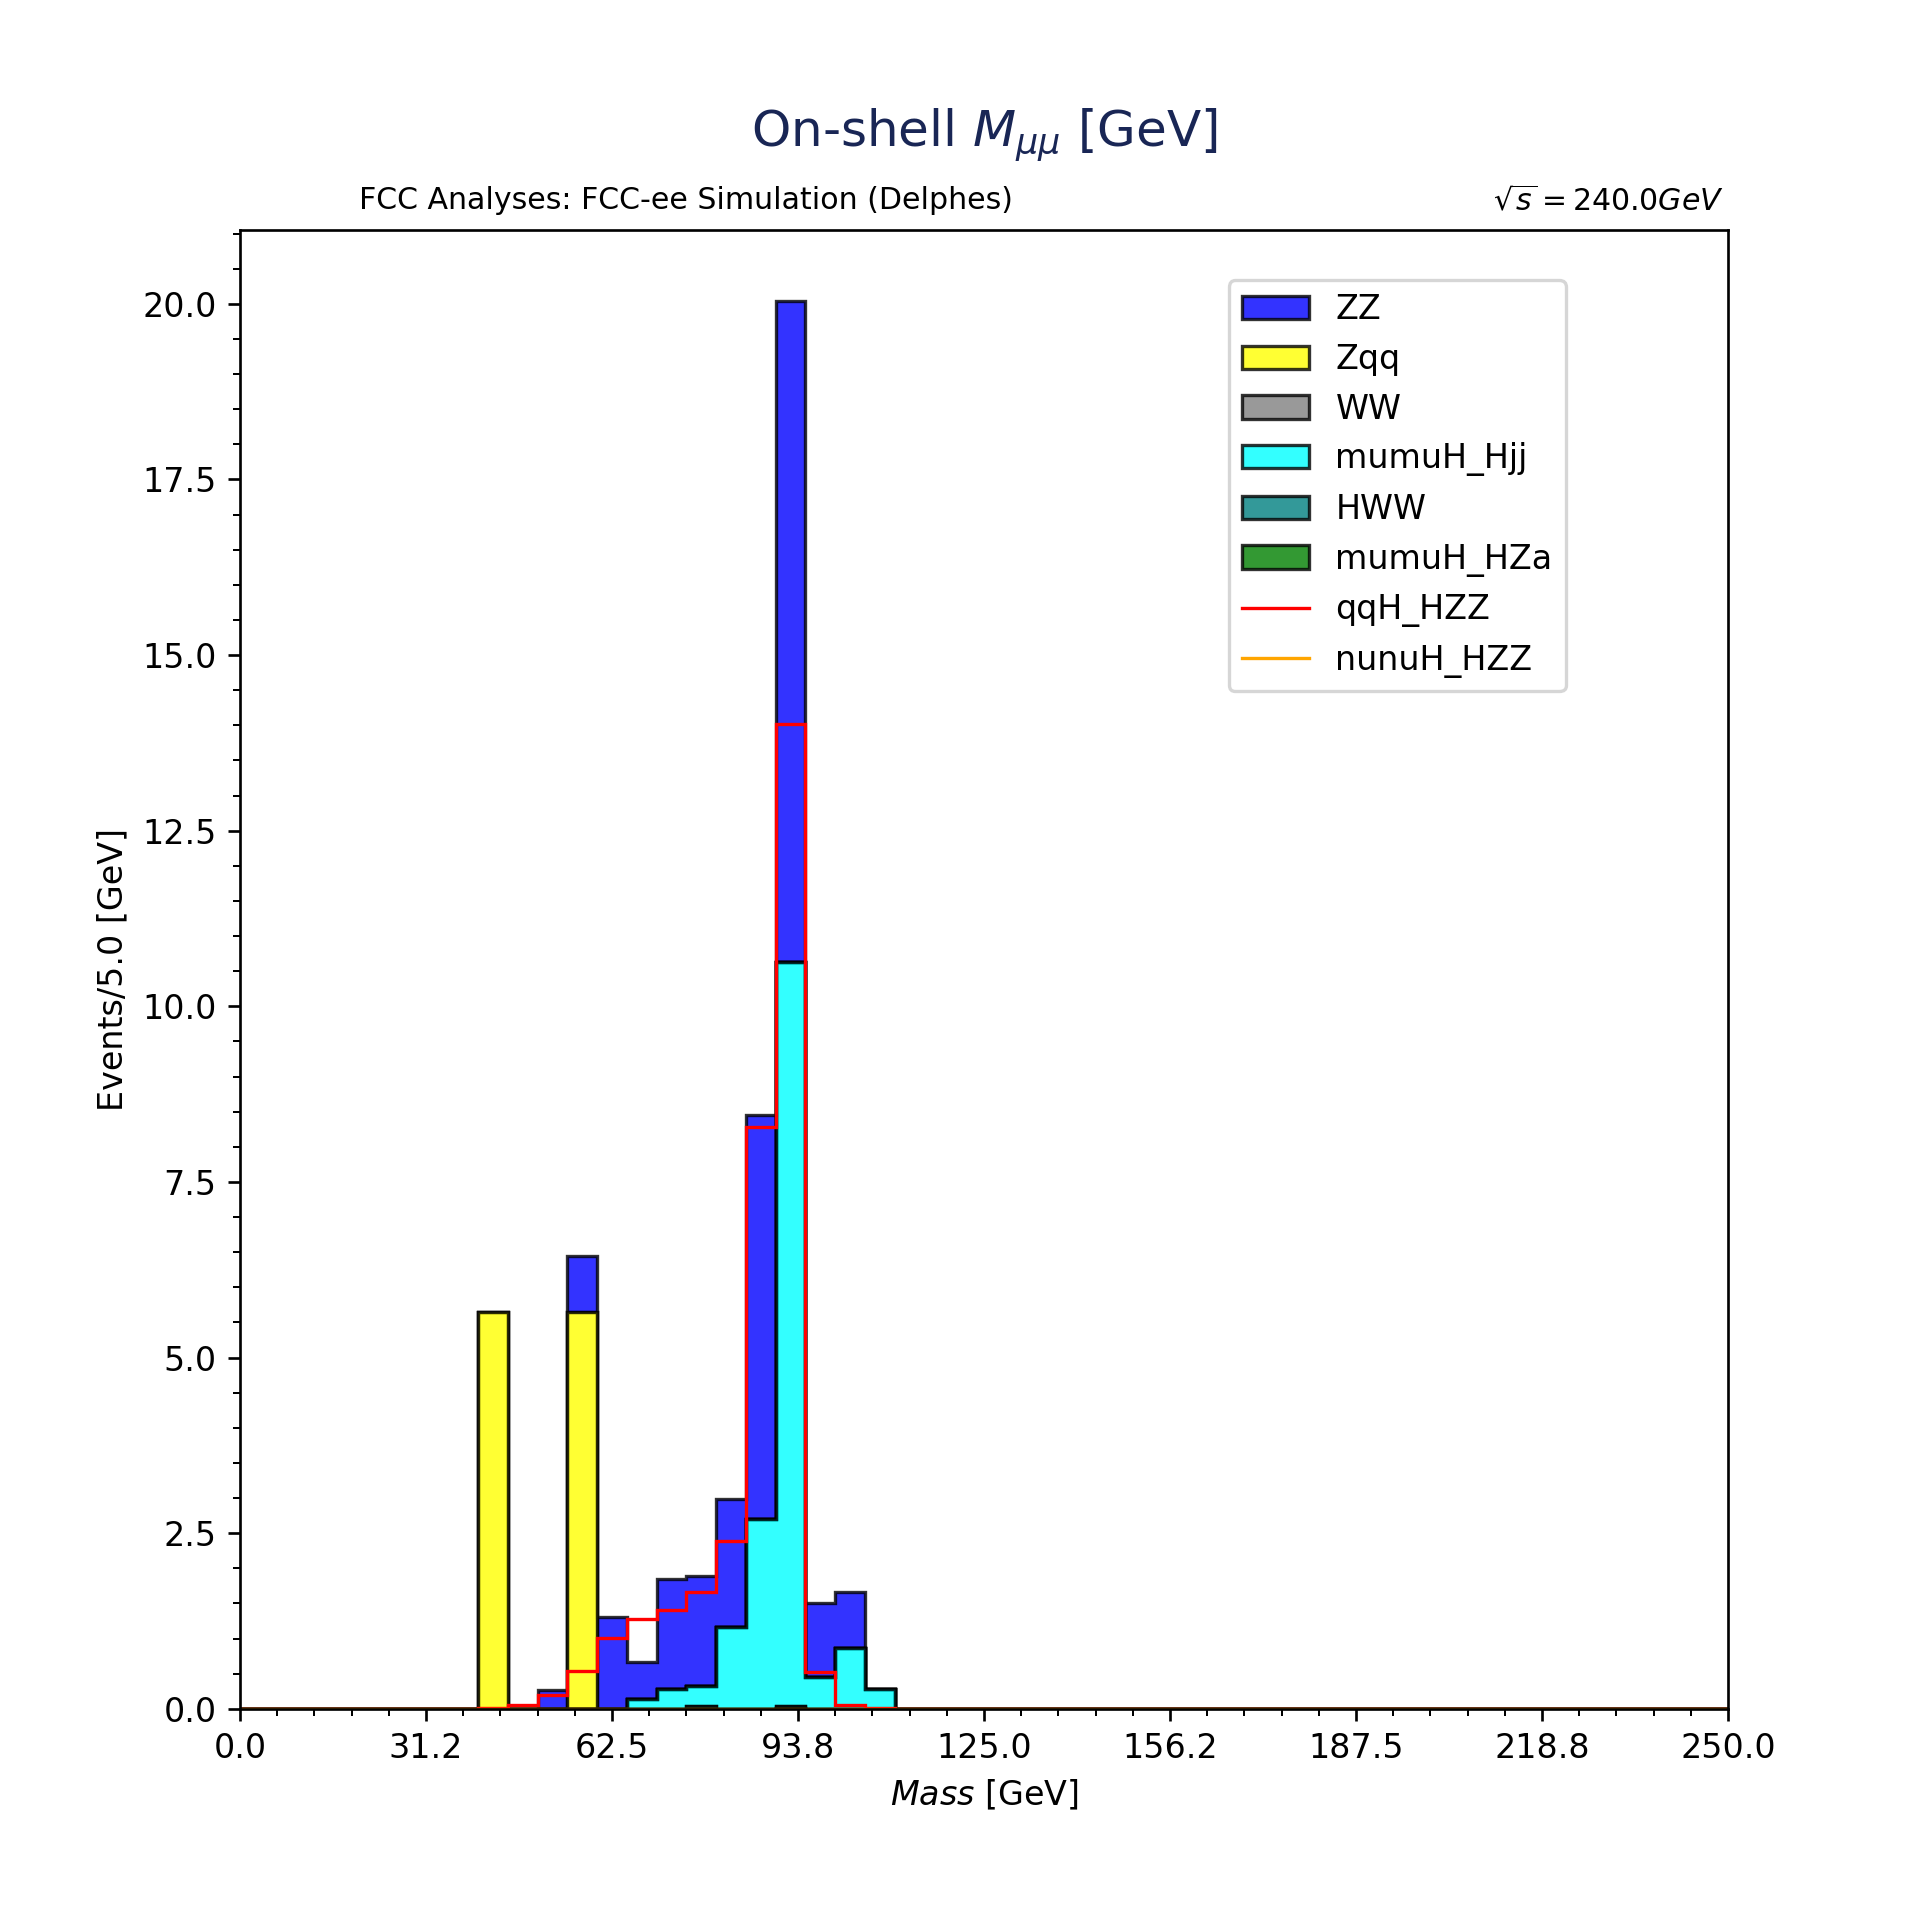 On-shell $M_{\mu\mu}$ [GeV]
FCC Analyses: FCC-ee Simulation (Delphes)
$\sqrt{s} = 240.0GeV$
ZZ
Zqq
WW
mumuH_Hjj
HWW
mumuH_HZa
qqH_HZZ
nunuH_HZZ
Events/5.0 [GeV]
20.0
17.5
15.0
12.5
10.0
7.5
5.0
2.5
0.0
0.0 31.2 62.5 93.8 125.0 156.2 187.5 218.8 250.0
Mass [GeV]